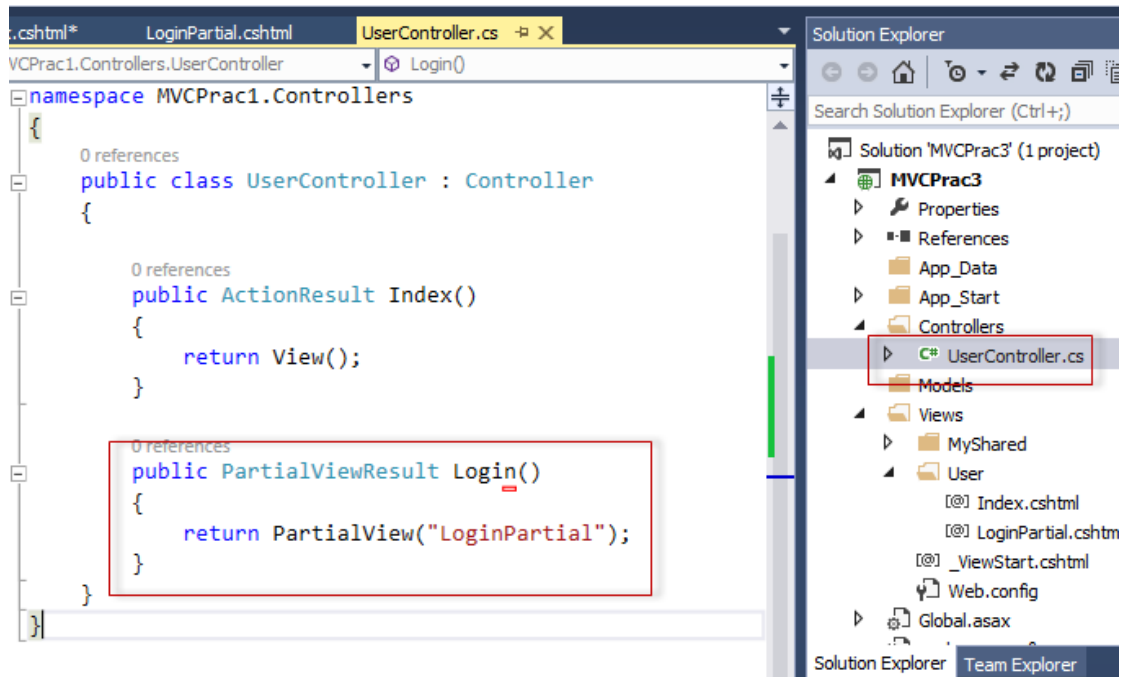 .cshtml*
LoginPartial.cshtml
UserController.cs
VCPrac1.Controllers.UserController
Login()
namespace MVCPrac1.Controllers
{
0 references
public class UserController : Controller
{
0 references
public ActionResult Index()
{
return View();
}
0 references
public PartialViewResult Login()
{
return PartialView("LoginPartial");
}
}
}
Solution Explorer
Search Solution Explorer (Ctrl+;)
Solution 'MVCPrac3' (1 project)
MVCPrac3
Properties
References
App_Data
App_Start
Controllers
C# UserController.cs
Models
Views
MyShared
User
[@] Index.cshtml
[@] LoginPartial.cshtm
[@] _ViewStart.cshtml
Web.config
Global.asax
Solution Explorer
Team Explorer